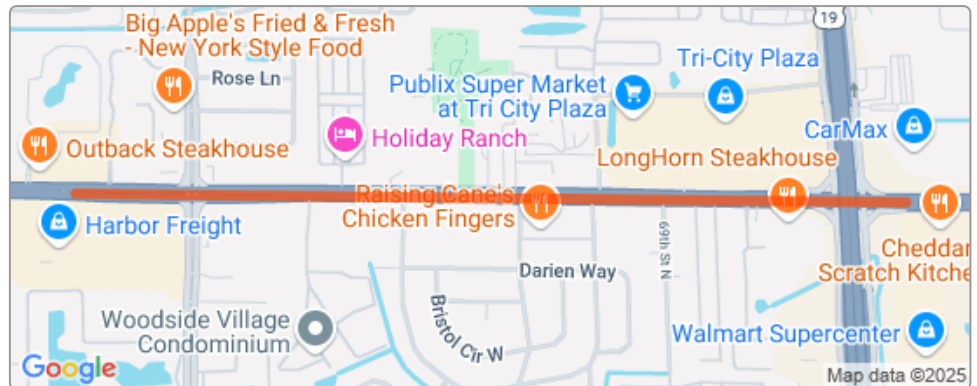 Big Apple's Fried & Fresh
- New York Style Food
19
Rose Ln
Tri-City Plaza
Publix Super Market
at Tri City Plaza
CarMax
Holiday Ranch
Outback Steakhouse
LongHorn Steakhouse
Raising Cane's
Chicken Fingers
Harbor Freight
69th St N
Cheddar
Scratch Kitche
Darien Way
Bristol Cir W
Woodside Village
Condominium
Walmart Supercenter
Google
Map data ©2025